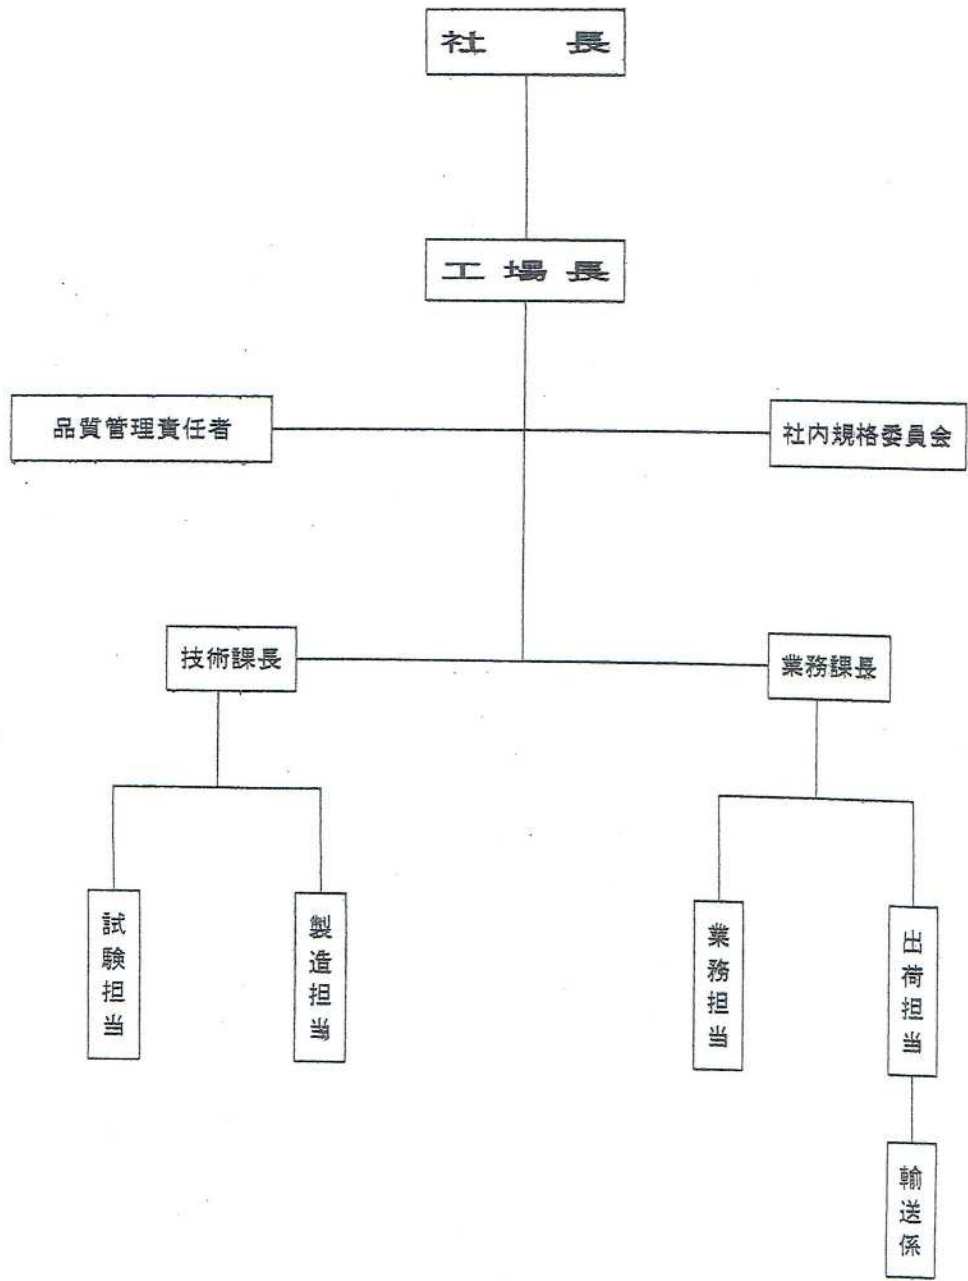 社　長
工場長
品質管理責任者
社内規格委員会
技術課長
業務課長
試験担当
製造担当
業務担当
出荷担当
輸送係